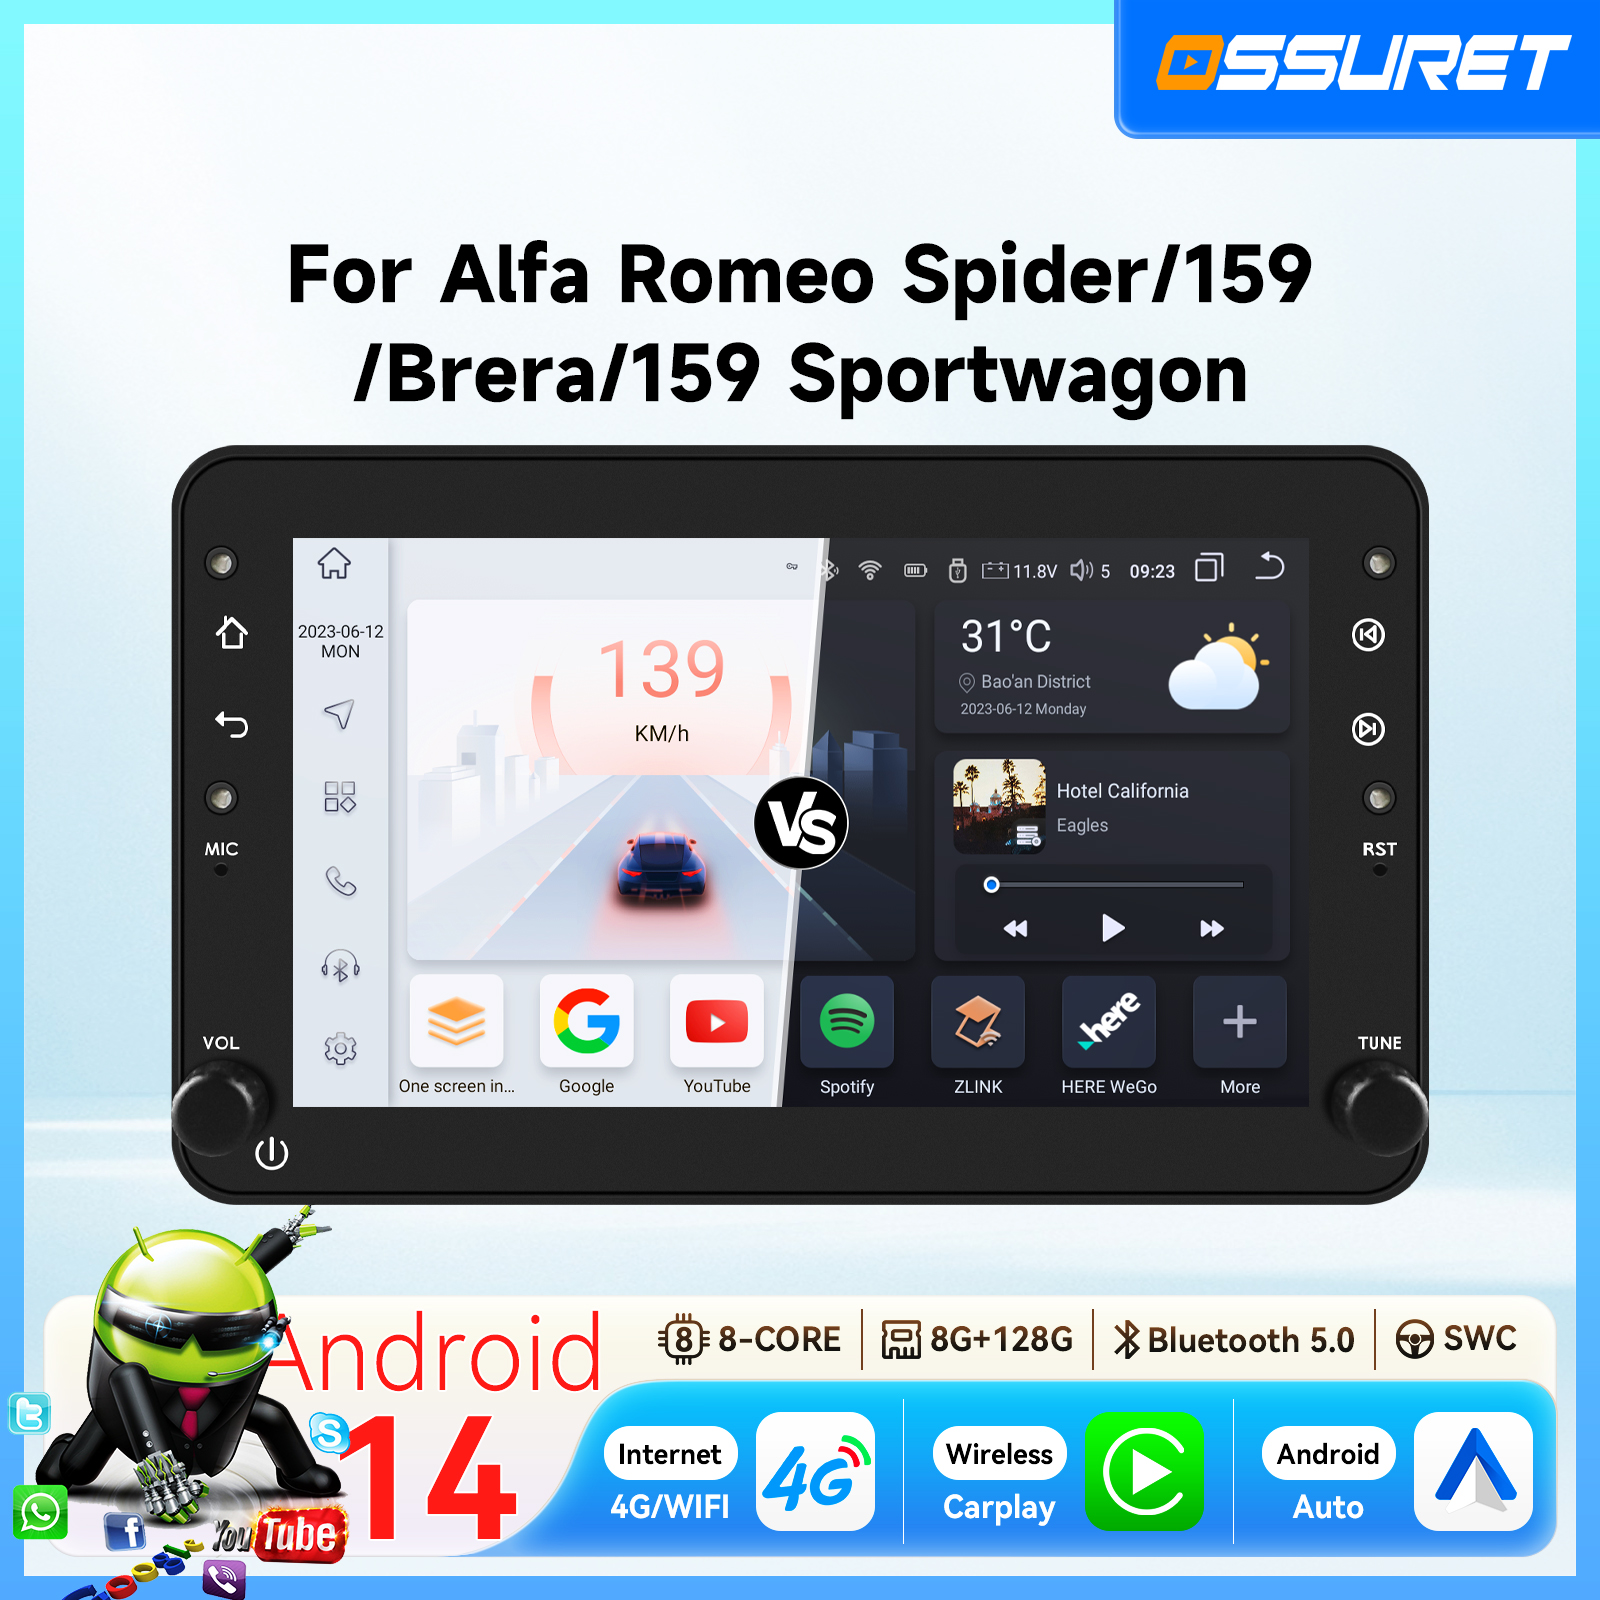 OSSURET
For Alfa Romeo Spider/159
/Brera/159 Sportwagon
11.8V 5 09:23
2023-06-12
MON
139
KM/h
31°C
Bao'an District
2023-06-12 Monday
VS
Hotel California
Eagles
MIC
RST
VOL
TUNE
here
One screen in...
Google
YouTube
Spotify
ZLINK
HERE WeGo
More
Android
14
8
8-CORE
8G+128G
Bluetooth 5.0
SWC
Internet
4G/WIFI
4G
Wireless
Carplay
Android
Auto
t
S
f
You Tube